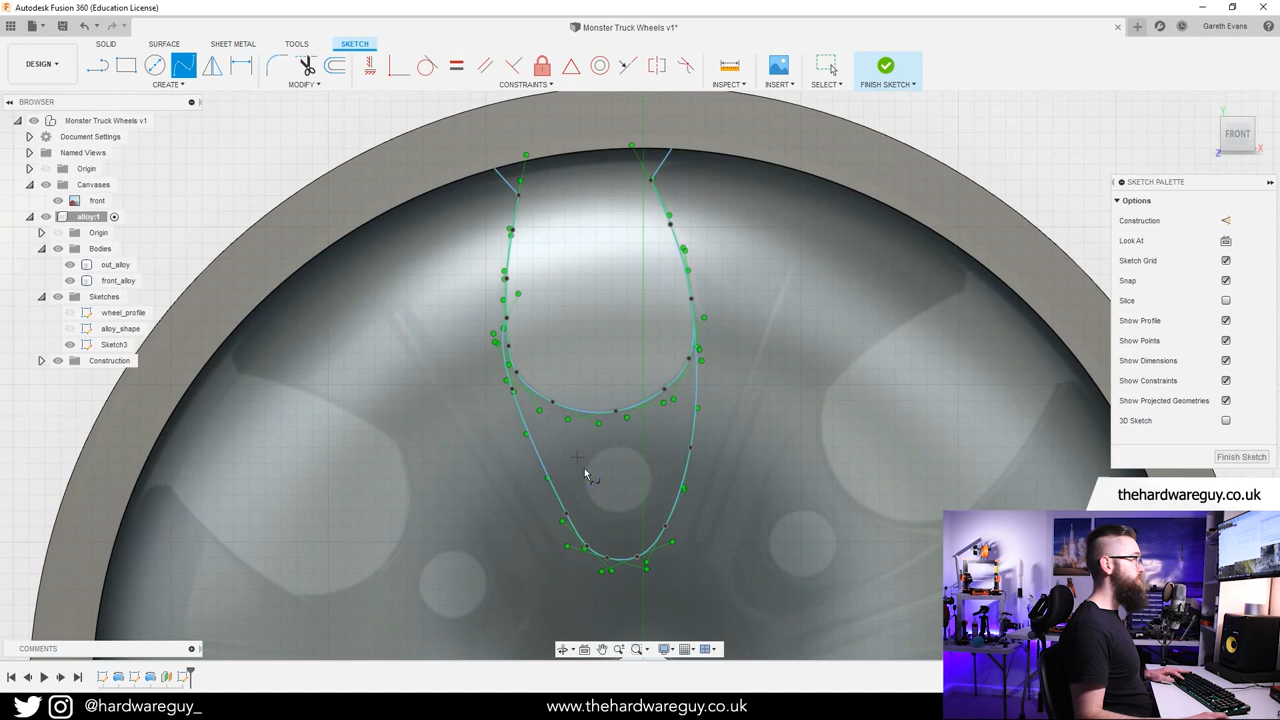 Autodesk Fusion 360 (Education License)
Monster Truck Wheels v1*
Gareth Evans
DESIGN
SOLID
SURFACE
SHEET METAL
TOOLS
SKETCH
CREATE
MODIFY
CONSTRAINTS
INSPECT
INSERT
SELECT
FINISH SKETCH
BROWSER
Monster Truck Wheels v1
Document Settings
Named Views
Origin
Canvases
front
alloy:1
Origin
Bodies
out_alloy
front_alloy
Sketches
wheel_profile
alloy_shape
Sketch3
Construction
Y
FRONT
X
Z
SKETCH PALETTE
Options
Construction
Look At
Sketch Grid
Snap
Slice
Show Profile
Show Points
Show Dimensions
Show Constraints
Show Projected Geometries
3D Sketch
Finish Sketch
thehardwareguy.co.uk
COMMENTS
@hardwareguy_
www.thehardwareguy.co.uk